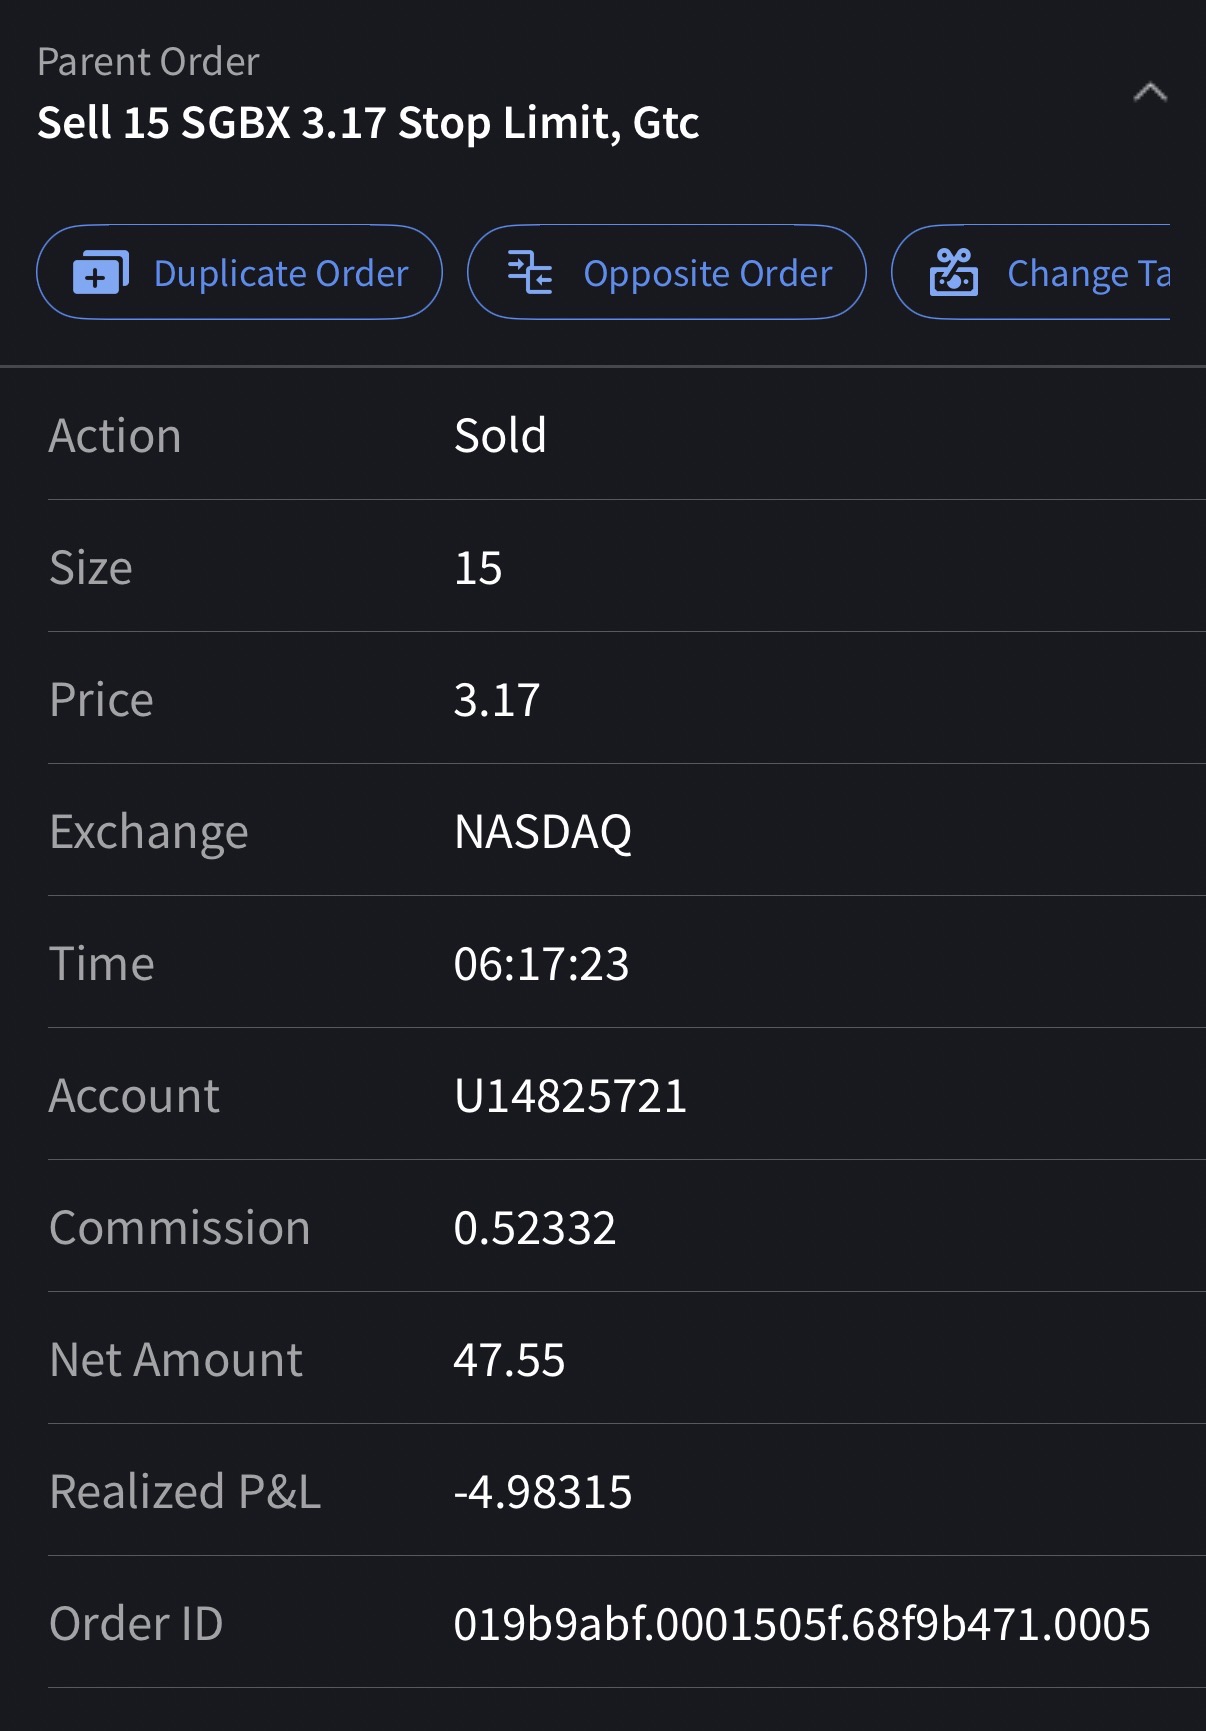 Parent Order
Sell 15 SGBX 3.17 Stop Limit, Gtc
Duplicate Order
Opposite Order
Change Ta
Action Sold
Size 15
Price 3.17
Exchange NASDAQ
Time 06:17:23
Account U14825721
Commission 0.52332
Net Amount 47.55
Realized P&L -4.98315
Order ID 019b9abf.0001505f.68f9b471.0005